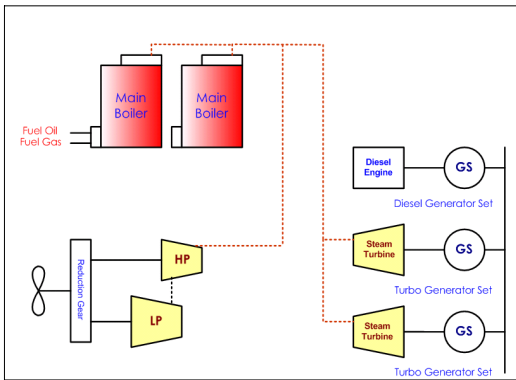 Main
Boiler
Main
Boiler
Fuel Oil
Fuel Gas
Diesel
Engine
GS
Diesel Generator Set
Reduction Gear
HP
LP
Steam
Turbine
GS
Turbo Generator Set
Steam
Turbine
GS
Turbo Generator Set